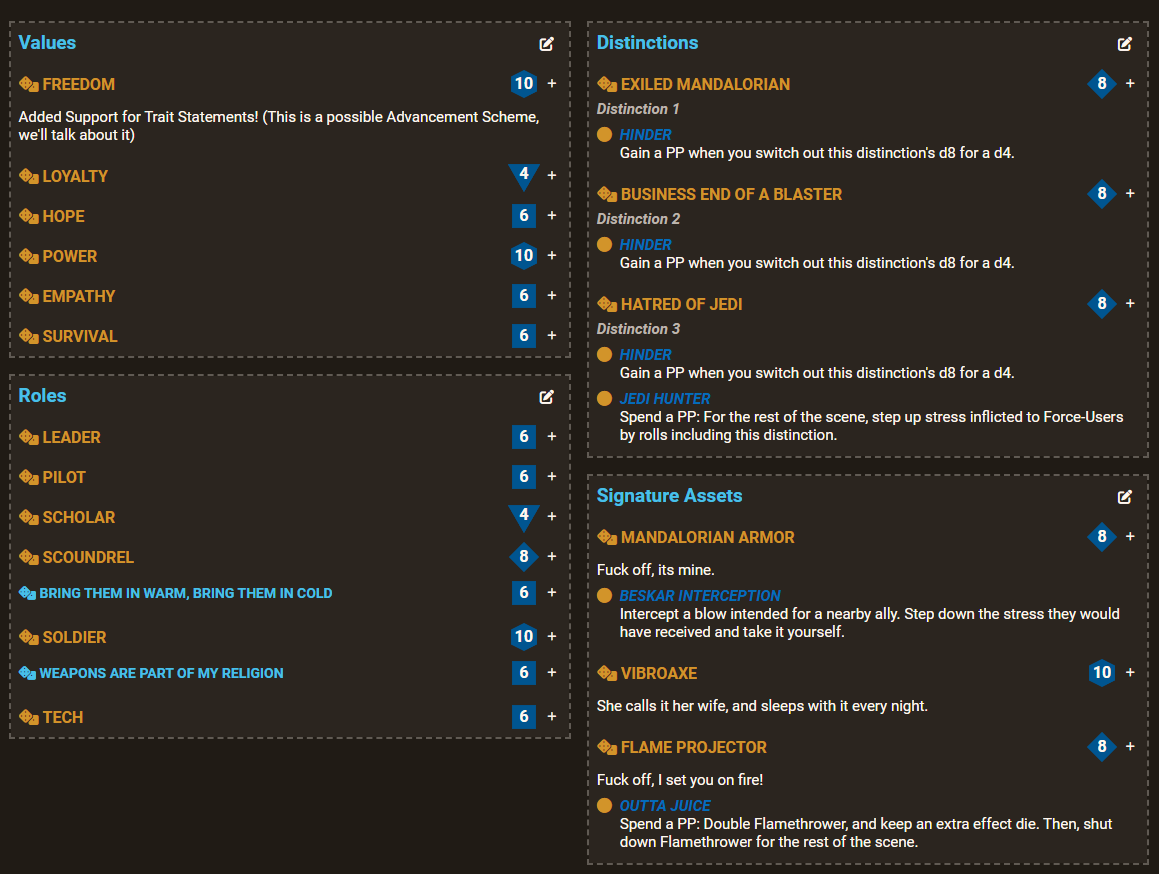 Values
FREEDOM 10 +
Added Support for Trait Statements! (This is a possible Advancement Scheme,
we'll talk about it)
LOYALTY 4 +
HOPE 6 +
POWER 10 +
EMPATHY 6 +
SURVIVAL 6 +
Roles
LEADER 6 +
PILOT 6 +
SCHOLAR 4 +
SCOUNDREL 8 +
BRING THEM IN WARM, BRING THEM IN COLD 6 +
SOLDIER 10 +
WEAPONS ARE PART OF MY RELIGION 6 +
TECH 6 +
Distinctions
EXILED MANDALORIAN 8 +
Distinction 1
HINDER
Gain a PP when you switch out this distinction's d8 for a d4.
BUSINESS END OF A BLASTER 8 +
Distinction 2
HINDER
Gain a PP when you switch out this distinction's d8 for a d4.
HATRED OF JEDI 8 +
Distinction 3
HINDER
Gain a PP when you switch out this distinction's d8 for a d4.
JEDI HUNTER
Spend a PP: For the rest of the scene, step up stress inflicted to Force-Users
by rolls including this distinction.
Signature Assets
MANDALORIAN ARMOR 8 +
Fuck off, its mine.
BESKAR INTERCEPTION
Intercept a blow intended for a nearby ally. Step down the stress they would
have received and take it yourself.
VIBROAXE 10 +
She calls it her wife, and sleeps with it every night.
FLAME PROJECTOR 8 +
Fuck off, I set you on fire!
OUTTA JUICE
Spend a PP: Double Flamethrower, and keep an extra effect die. Then, shut
down Flamethrower for the rest of the scene.